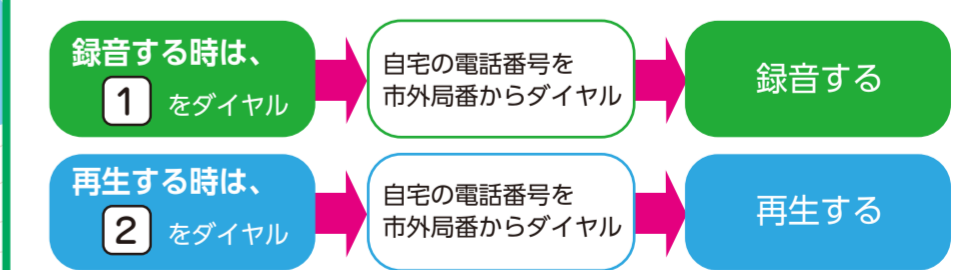 録音する時は、
1 をダイヤル
自宅の電話番号を
市外局番からダイヤル
録音する
再生する時は、
2 をダイヤル
自宅の電話番号を
市外局番からダイヤル
再生する